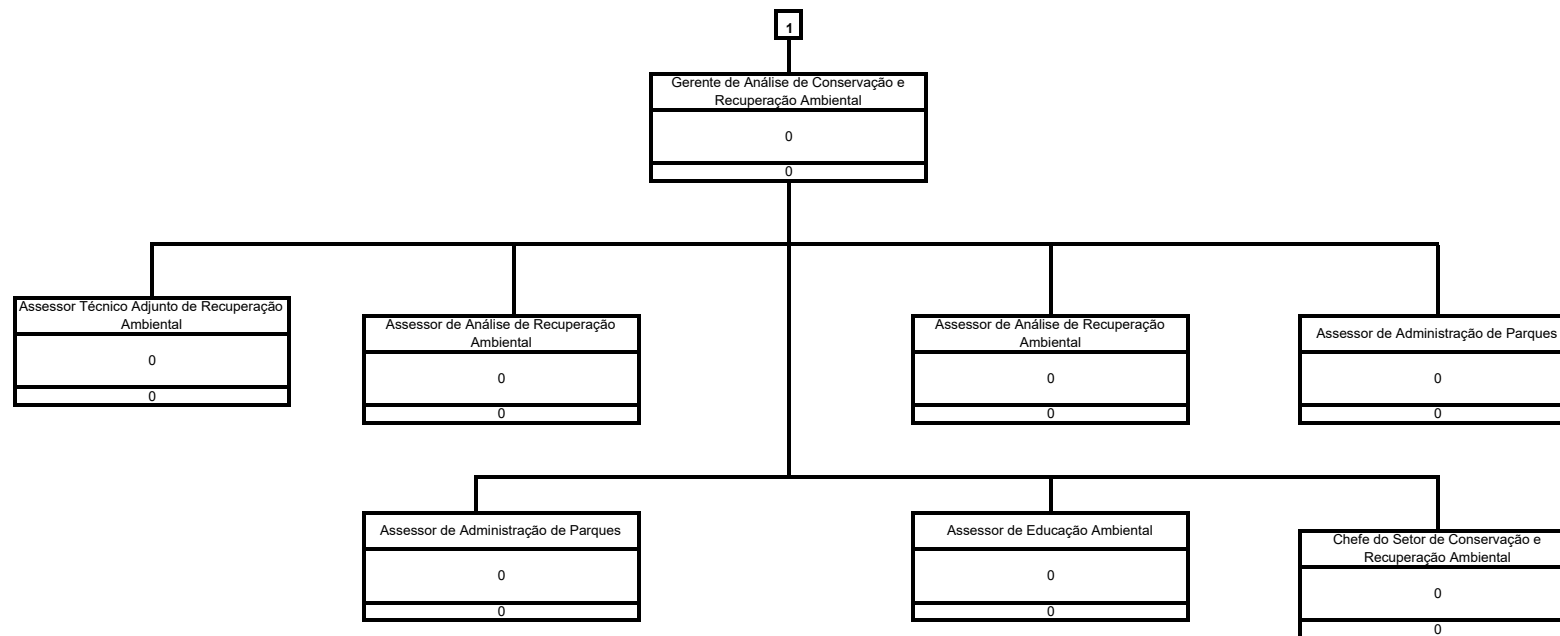 1
Gerente de Análise de Conservação e
Recuperação Ambiental
0
0
Assessor Técnico Adjunto de Recuperação
Ambiental
0
0
Assessor de Análise de Recuperação
Ambiental
0
0
Assessor de Análise de Recuperação
Ambiental
0
0
Assessor de Administração de Parques
0
0
Assessor de Administração de Parques
0
0
Assessor de Educação Ambiental
0
0
Chefe do Setor de Conservação e
Recuperação Ambiental
0
0